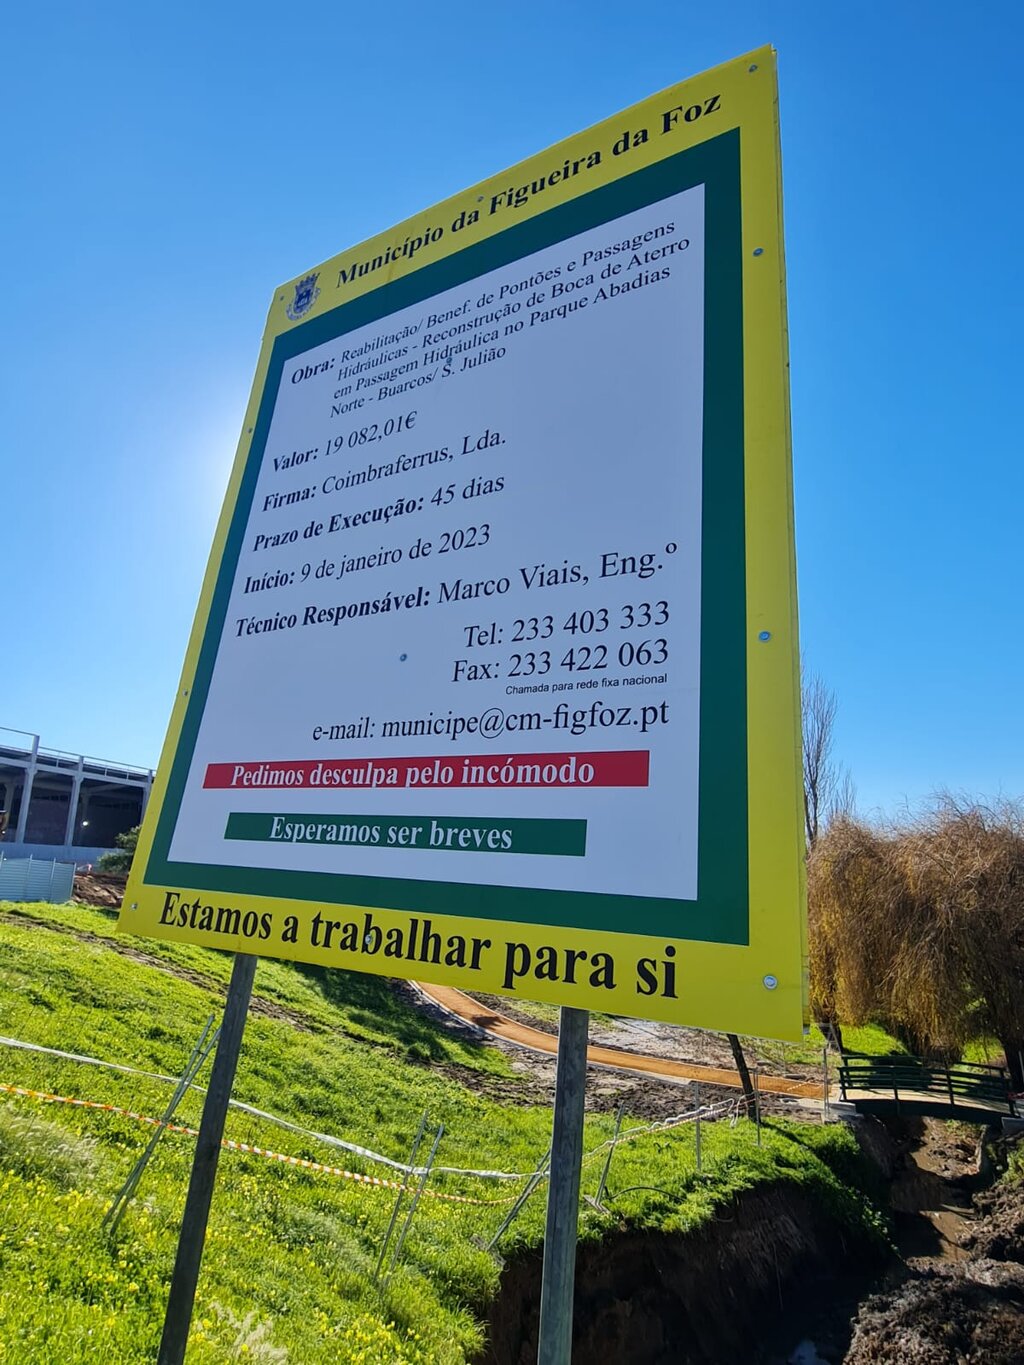 Município da Figueira da Foz
Obra: Reabilitação/ Benef. de Pontões e Passagens
Hidráulicas - Reconstrução de Boca de Aterro
em Passagem Hidráulica no Parque Abadias
Norte - Buarcos/ S. Julião
Valor: 19 082,01€
Firma: Coimbraferrus, Lda.
Prazo de Execução: 45 dias
Início: 9 de janeiro de 2023
Técnico Responsável: Marco Viais, Eng.º
Tel: 233 403 333
Fax: 233 422 063
Chamada para rede fixa nacional
e-mail: municipe@cm-figfoz.pt
Pedimos desculpa pelo incómodo
Esperamos ser breves
Estamos a trabalhar para si